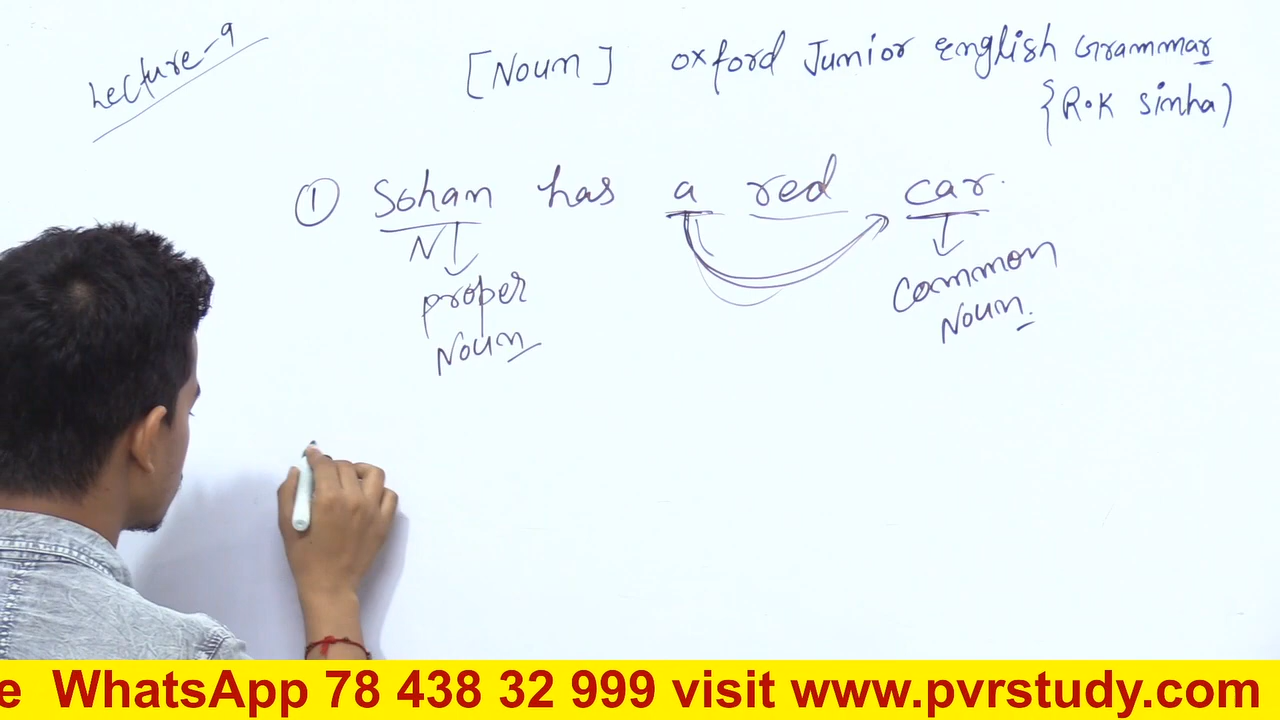 Lecture-9
[Noun] oxford Junior English Grammar
{R.K Sinha)
① Sohan has a red car.
N
proper
Noun
Common
Noun.
e WhatsApp 78 438 32 999 visit www.pvrstudy.com